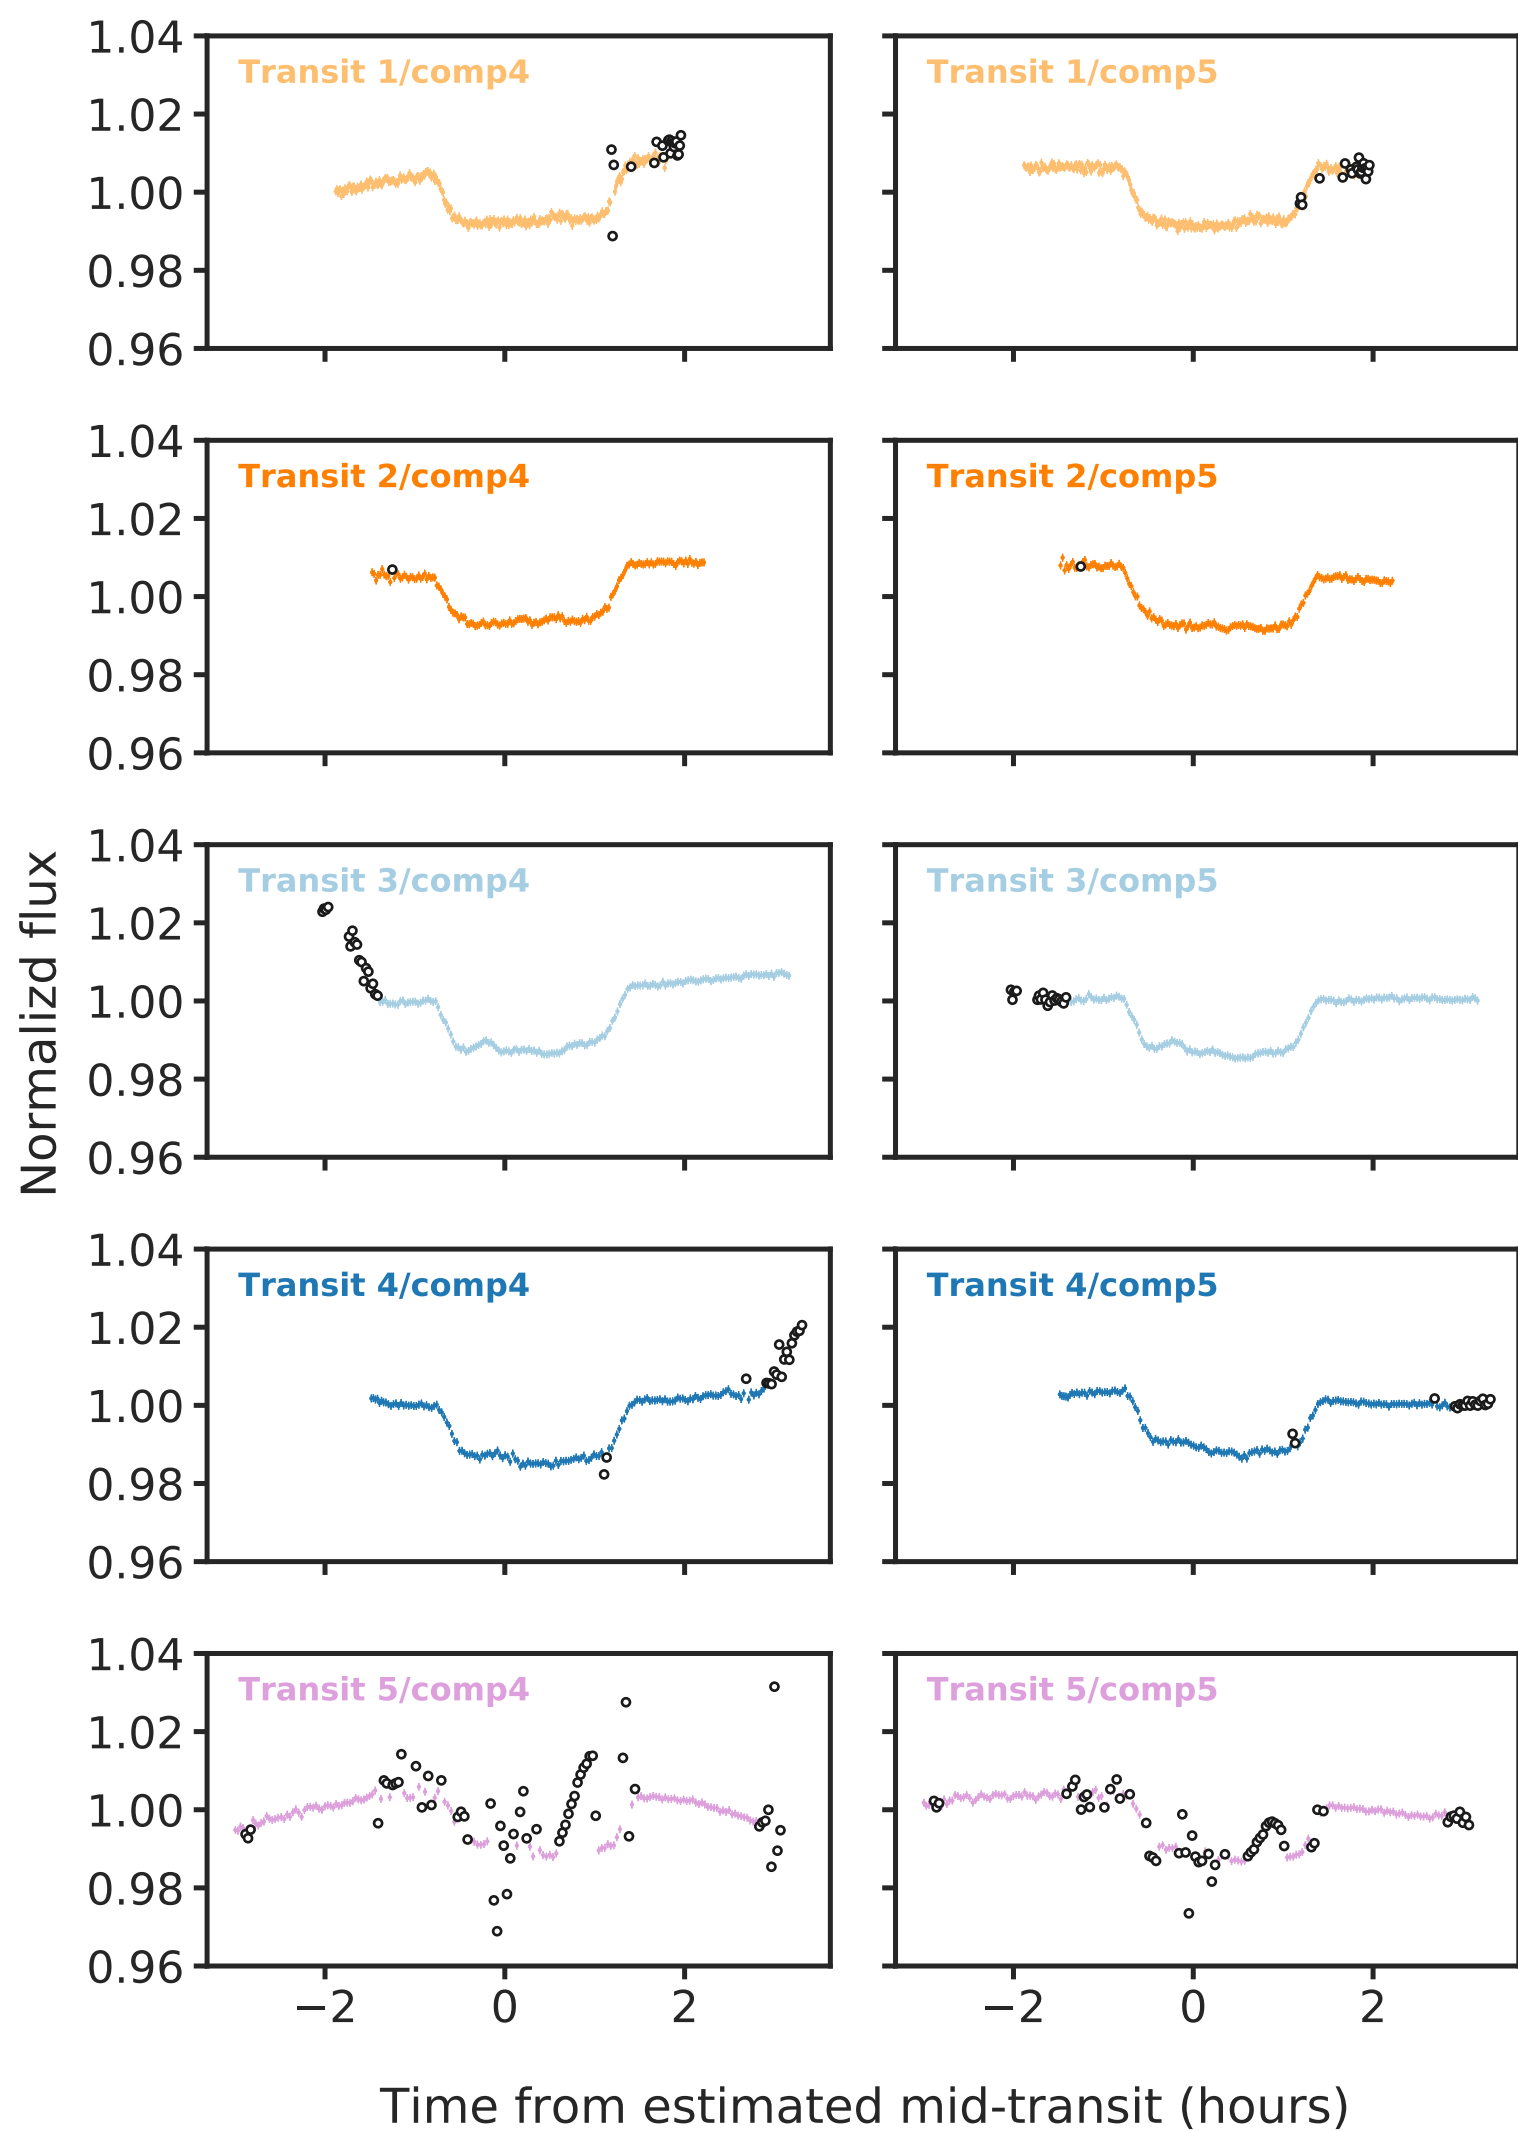 1.04
1.02
1.00
0.98
0.96
Transit 1/comp4
Transit 1/comp5
1.04
1.02
1.00
0.98
0.96
Transit 2/comp4
Transit 2/comp5
Normalizd flux
1.04
1.02
1.00
0.98
0.96
Transit 3/comp4
Transit 3/comp5
1.04
1.02
1.00
0.98
0.96
Transit 4/comp4
Transit 4/comp5
1.04
1.02
1.00
0.98
0.96
Transit 5/comp4
Transit 5/comp5
−2 0 2
−2 0 2
Time from estimated mid-transit (hours)